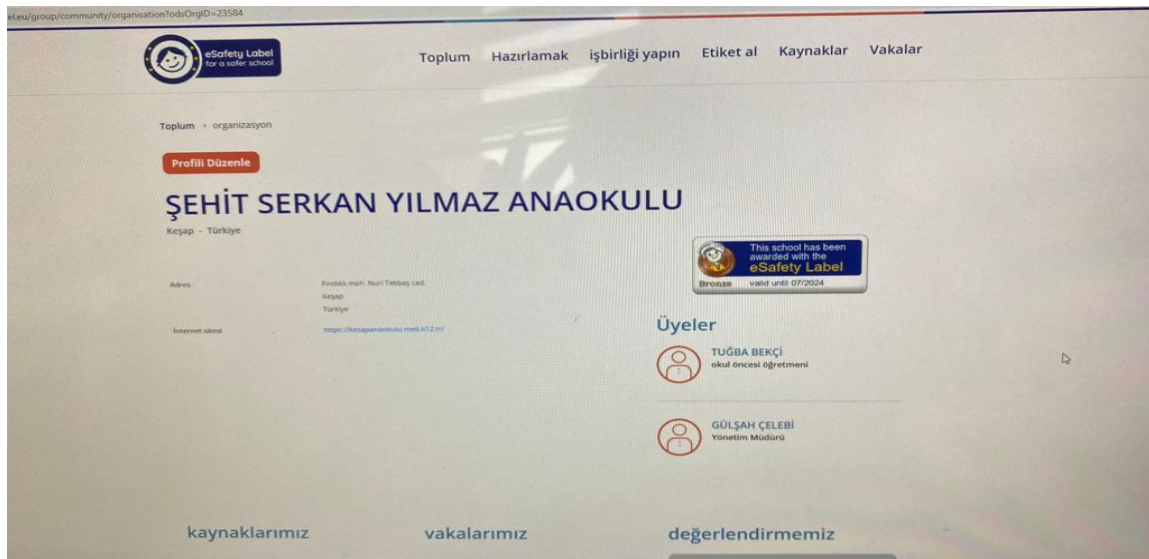 el.eu/group/community/organisation?odsOrgID=23584
eSafety Label
for a safer school
Toplum Hazırlamak işbirliği yapın Etiket al Kaynaklar Vakalar
Toplum organizasyon
Profili Düzenle
ŞEHİT SERKAN YILMAZ ANAOKULU
Keşap - Türkiye
This school has been
awarded with the
eSafety Label
Bronze valid until 07/2024
Adres Fındıklı mah. Nuri Tekbaş cad.
Keşap
Türkiye
İnternet sitesi https://kesapanaokulu.meb.k12.tr/
Üyeler
TUĞBA BEKÇİ
okul öncesi öğretmeni
GÜLŞAH ÇELEBİ
Yönetim Müdürü
kaynaklarımız vakalarımız değerlendirmemiz